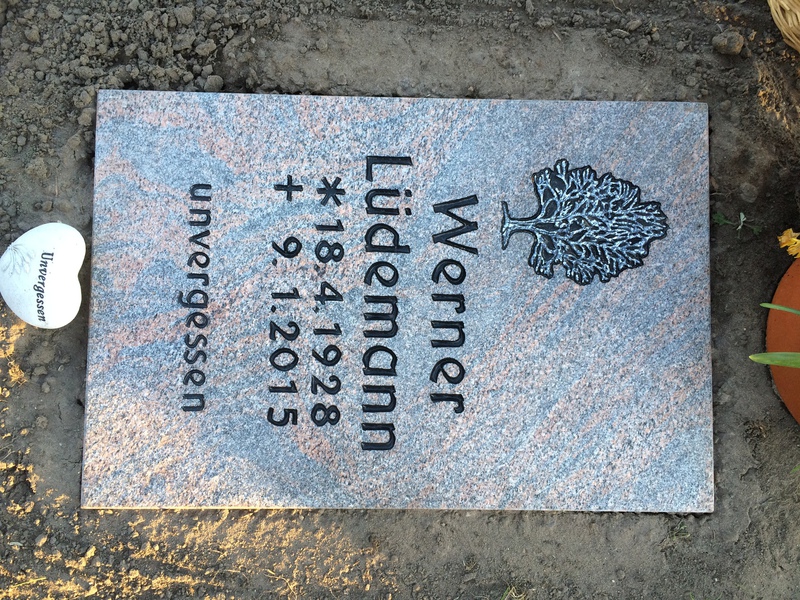 Werner
Lüdemann
*18.4.1928
† 9.1.2015
unvergessen
Unvergessen